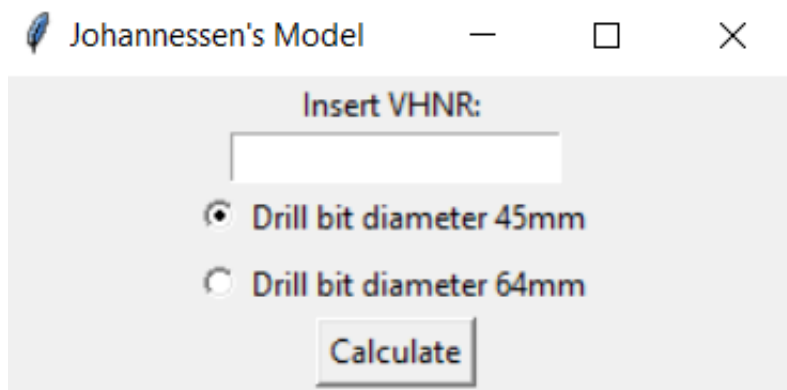 Johannessen's Model
Insert VHNR:
Drill bit diameter 45mm
Drill bit diameter 64mm
Calculate